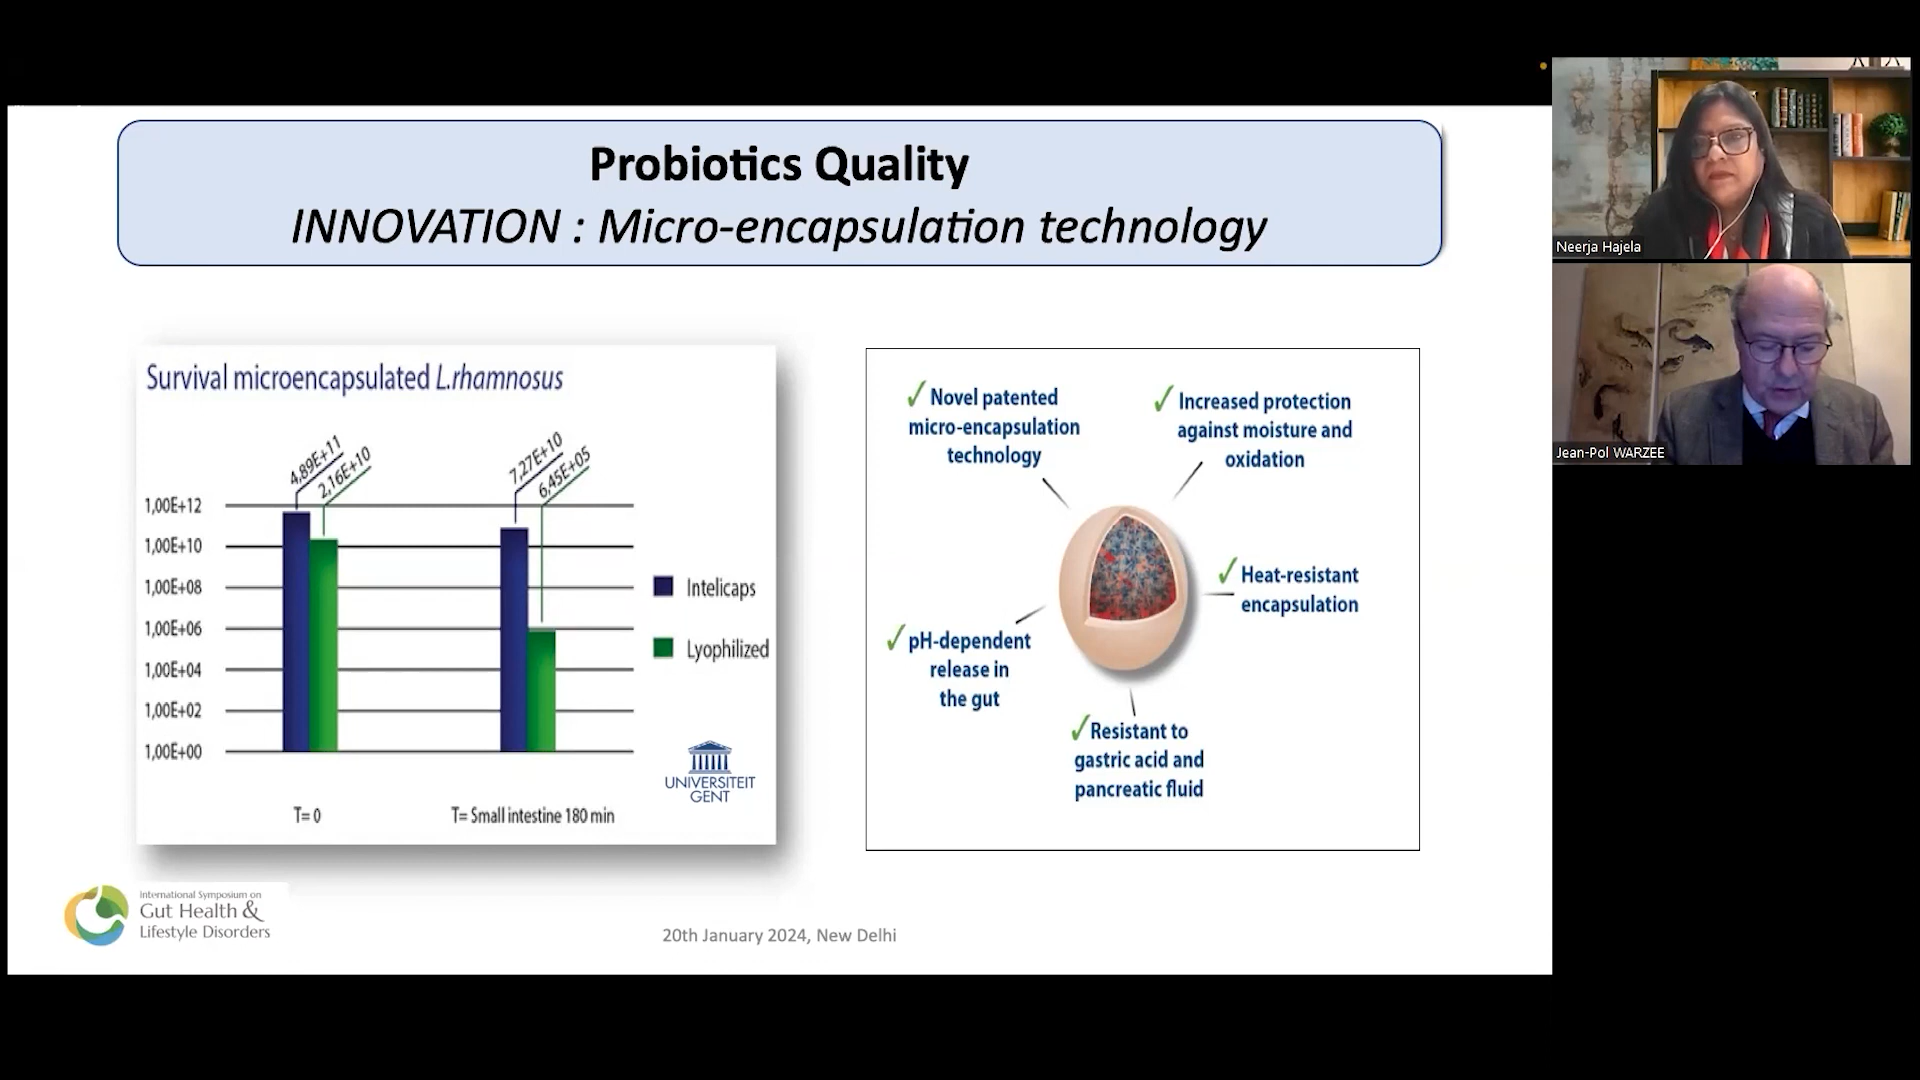 Probiotics Quality
INNOVATION : Micro-encapsulation technology
Survival microencapsulated L.rhamnosus
4,89E+11
2,16E+10
7,27E+10
6,45E+05
1,00E+12
1,00E+10
1,00E+08
1,00E+06
1,00E+04
1,00E+02
1,00E+00
Intelicaps
Lyophilized
UNIVERSITEIT
GENT
T= 0
T= Small intestine 180 min
✓ Novel patented
micro-encapsulation
technology
✓ Increased protection
against moisture and
oxidation
✓ Heat-resistant
encapsulation
✓ pH-dependent
release in
the gut
✓ Resistant to
gastric acid and
pancreatic fluid
International Symposium on
Gut Health &
Lifestyle Disorders
20th January 2024, New Delhi
Neerja Hajela
Jean-Pol WARZEE